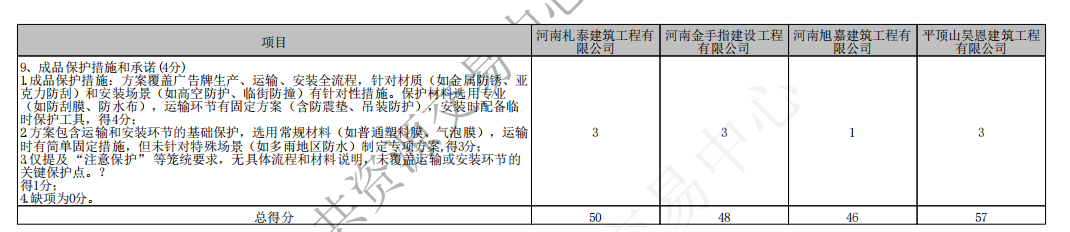 项目
河南札泰建筑工程有
限公司
河南金手指建设工程
有限公司
河南旭嘉建筑工程有
限公司
平顶山昊恩建筑工程
有限公司
9、成品保护措施和承诺(4分)
1.成品保护措施：方案覆盖广告牌生产、运输、安装全流程，针对材质（如金属防锈、亚
克力防刮）和安装场景（如高空防护、临街防撞）有针对性措施。保护材料选用专业
（如防刮膜、防水布），运输环节有固定方案（含防震垫、吊装防护），安装时配备临
时保护工具，得4分；
2.方案包含运输和安装环节的基础保护，选用常规材料（如普通塑料膜、气泡膜），运输
时有简单固定措施，但未针对特殊场景（如多雨地区防水）制定专项方案,得3分；
3.仅提及“注意保护”等笼统要求，无具体流程和材料说明，未覆盖运输或安装环节的
关键保护点。？
得1分；
4.缺项为0分。
3
3
1
3
总得分
50
48
46
57
共资源交易中心
易中心